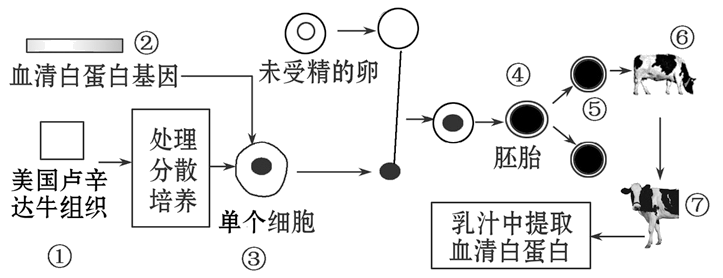 ②
血清白蛋白基因
未受精的卵
④
⑥
⑤
胚胎
处理
分散
培养
美国卢辛
达牛组织
单个细胞
①
③
⑦
乳汁中提取
血清白蛋白